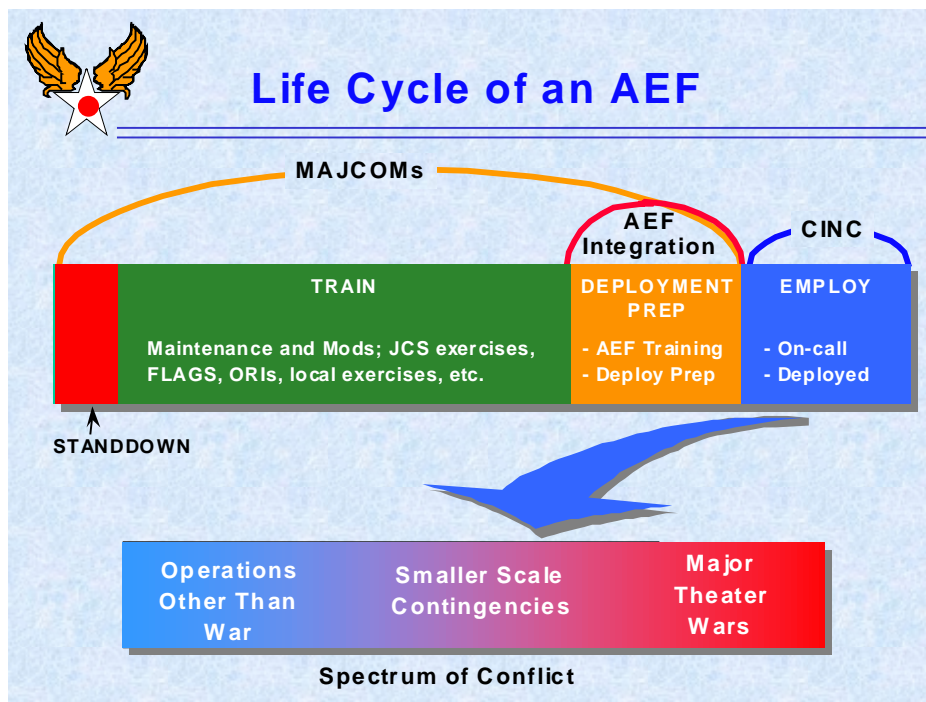 Life Cycle of an AEF
MAJCOMs
AEF
Integration
CINC
TRAIN
Maintenance and Mods; JCS exercises,
FLAGS, ORIs, local exercises, etc.
DEPLOYMENT
PREP
- AEF Training
- Deploy Prep
EMPLOY
- On-call
- Deployed
STANDDOWN
Operations
Other Than
War
Smaller Scale
Contingencies
Major
Theater
Wars
Spectrum of Conflict